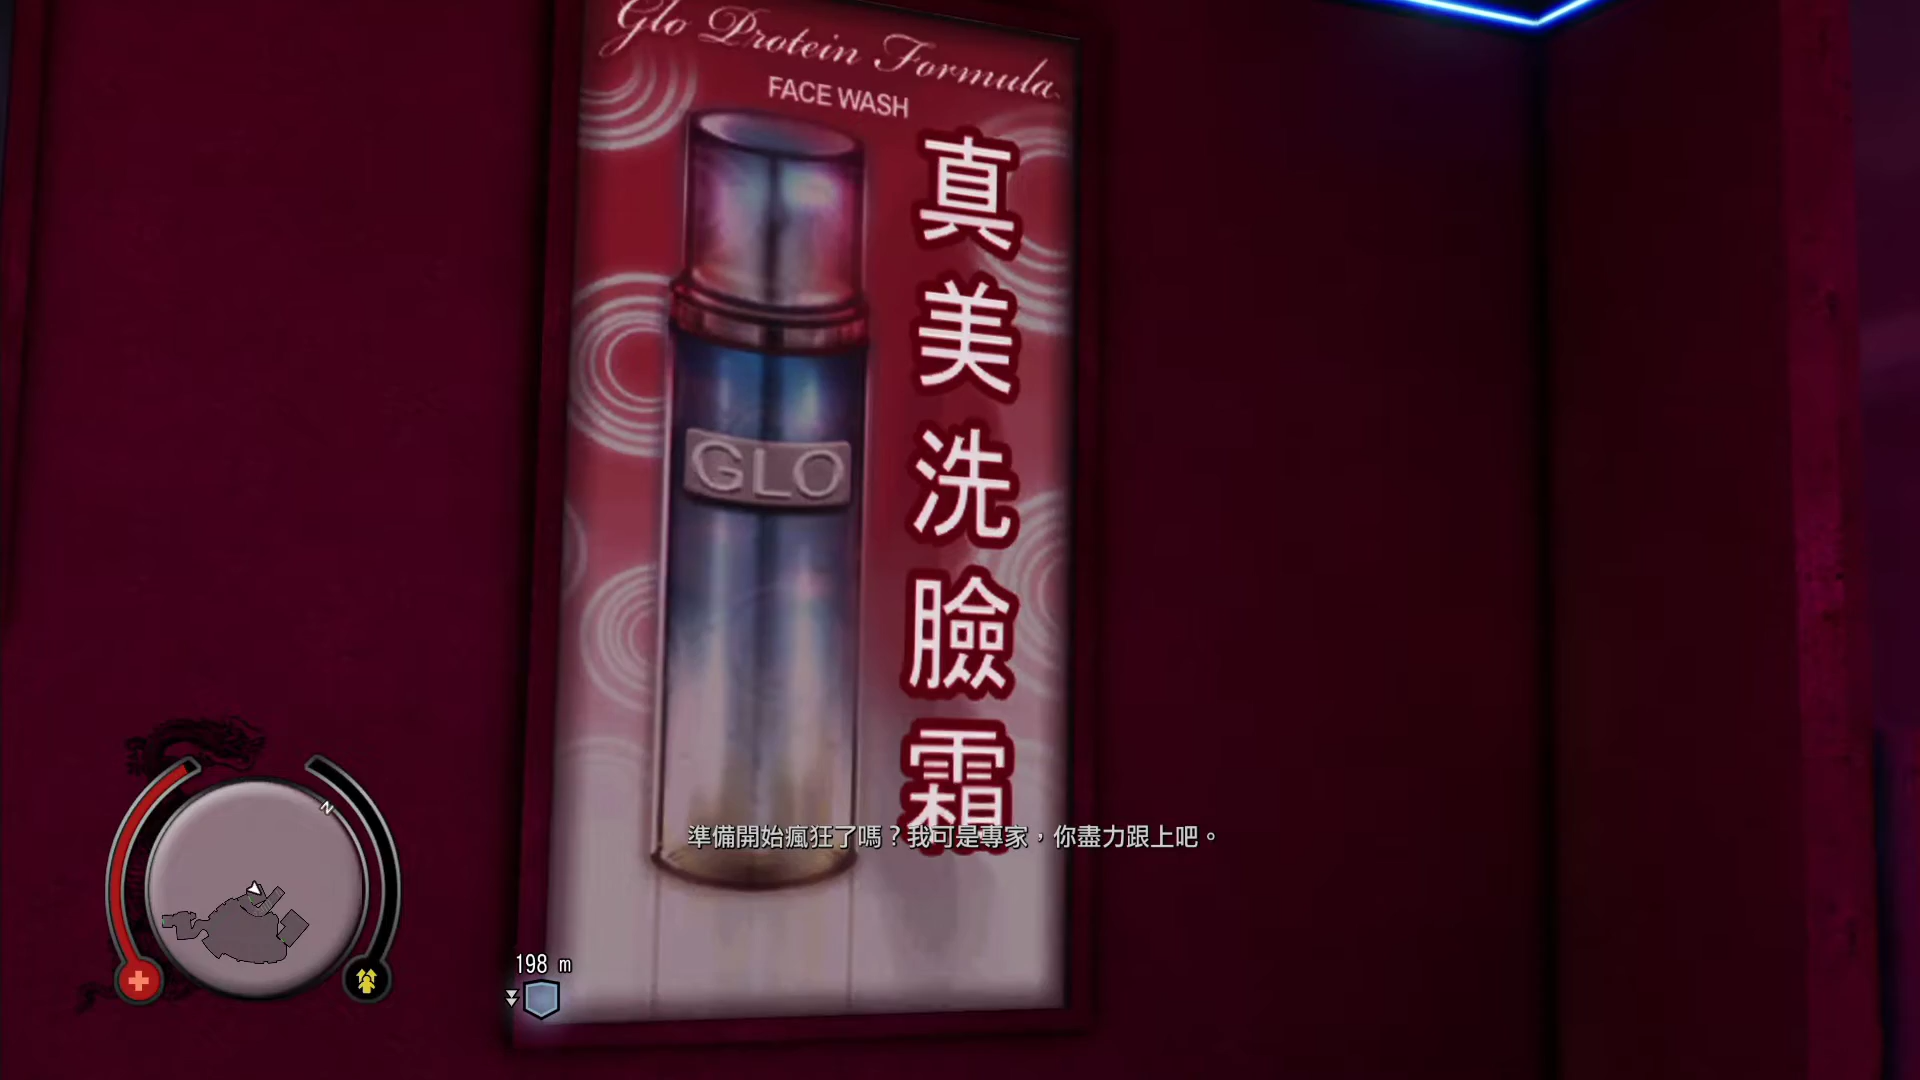 Glo Protein Formula
FACE WASH
真美洗臉霜
GLO
準備開始瘋狂了嗎？我可是專家，你盡力跟上吧。
N
198 m